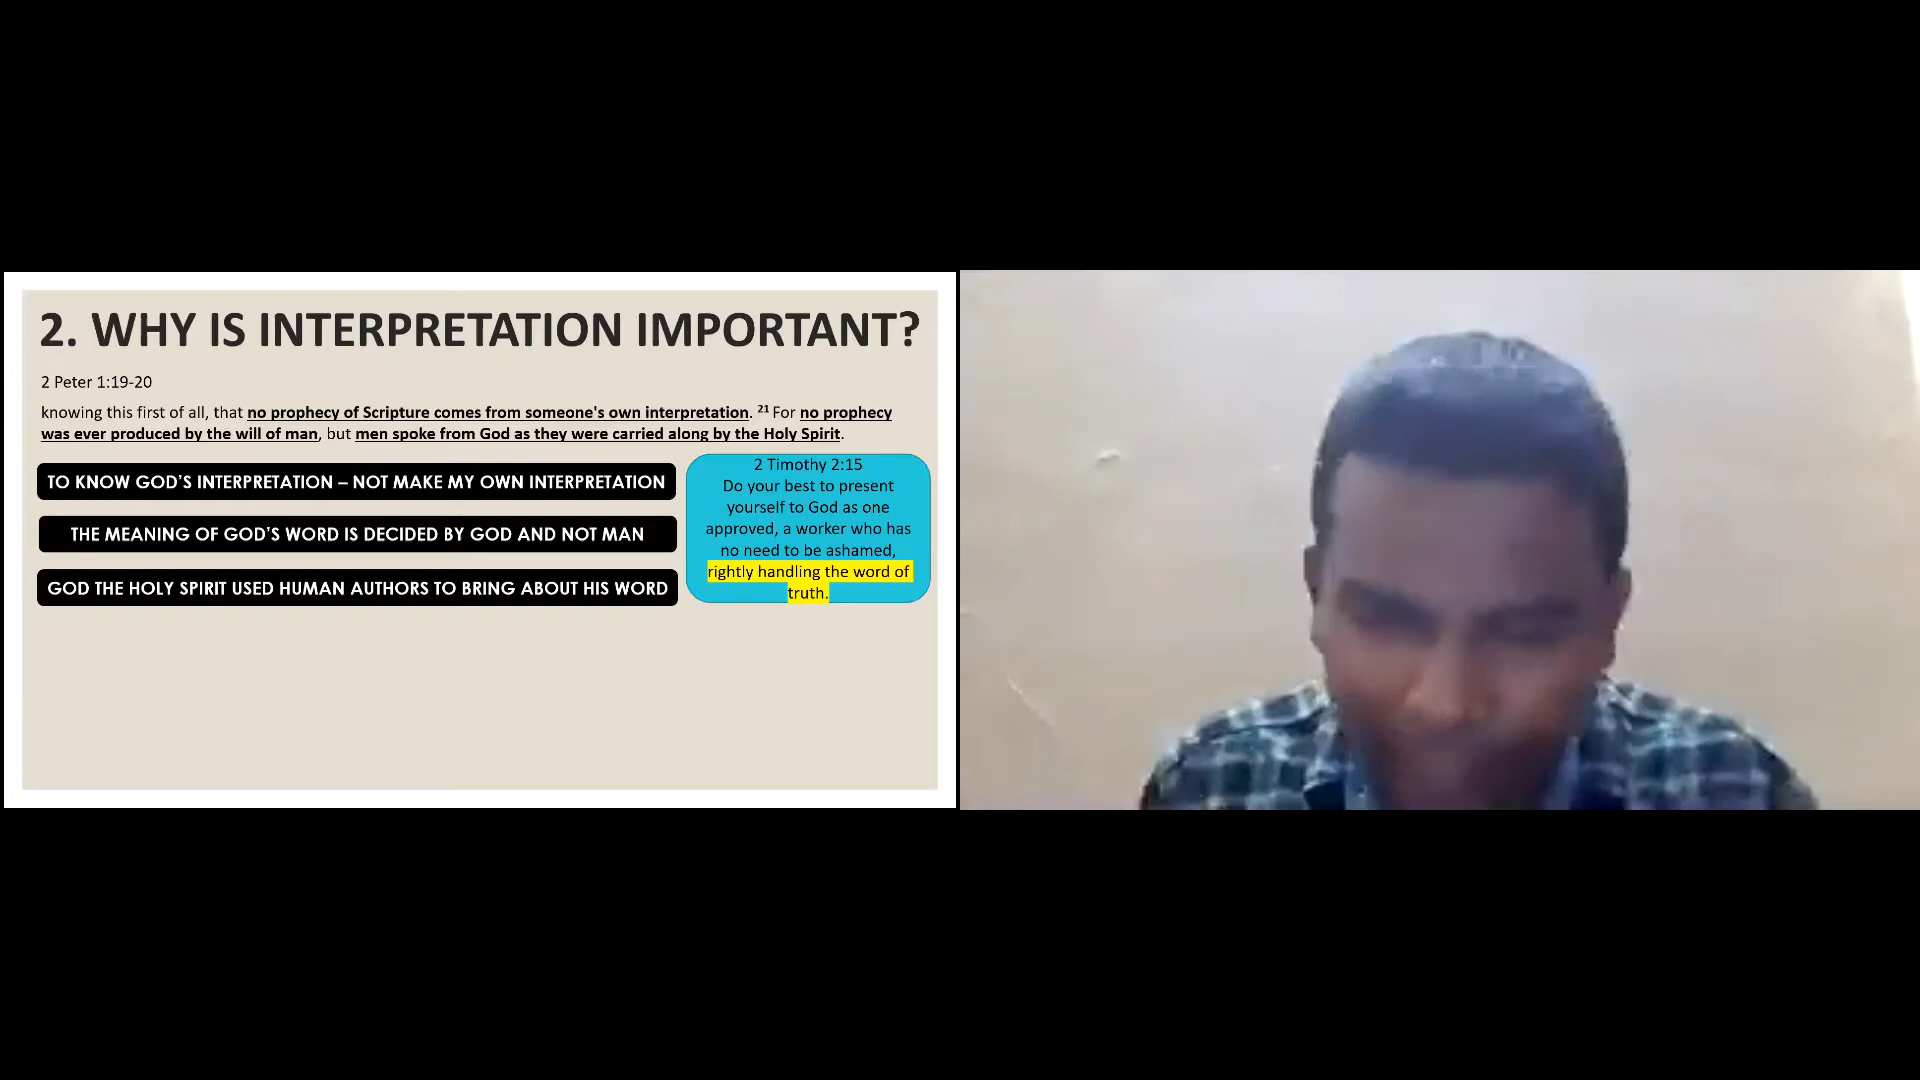 2. WHY IS INTERPRETATION IMPORTANT?
2 Peter 1:19-20
knowing this first of all, that no prophecy of Scripture comes from someone's own interpretation. 21 For no prophecy
was ever produced by the will of man, but men spoke from God as they were carried along by the Holy Spirit.
TO KNOW GOD'S INTERPRETATION – NOT MAKE MY OWN INTERPRETATION
THE MEANING OF GOD'S WORD IS DECIDED BY GOD AND NOT MAN
GOD THE HOLY SPIRIT USED HUMAN AUTHORS TO BRING ABOUT HIS WORD
2 Timothy 2:15
Do your best to present
yourself to God as one
approved, a worker who has
no need to be ashamed,
rightly handling the word of
truth.